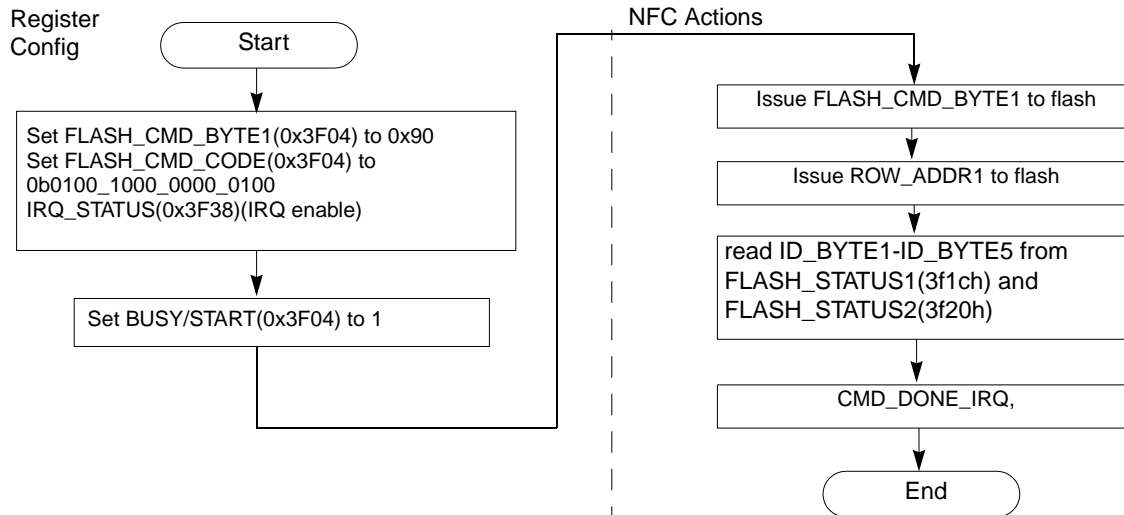 Register
Config
Start
Set FLASH_CMD_BYTE1(0x3F04) to 0x90
Set FLASH_CMD_CODE(0x3F04) to
0b0100_1000_0000_0100
IRQ_STATUS(0x3F38)(IRQ enable)
Set BUSY/START(0x3F04) to 1
NFC Actions
Issue FLASH_CMD_BYTE1 to flash
Issue ROW_ADDR1 to flash
read ID_BYTE1-ID_BYTE5 from
FLASH_STATUS1(3f1ch) and
FLASH_STATUS2(3f20h)
CMD_DONE_IRQ,
End